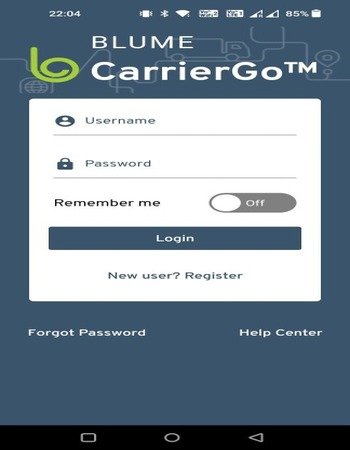 22:04
85%
BLUME
CarrierGo™
Username
Password
Remember me
Off
Login
New user? Register
Forgot Password
Help Center